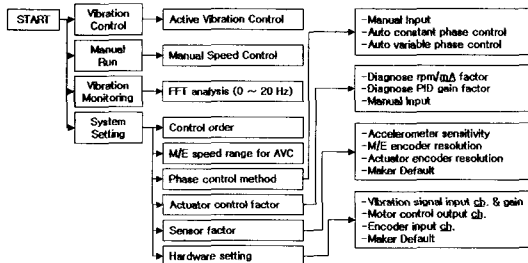 START
Vibration
Control
Active Vibration Control
Manual
Run
Manual Speed Control
Vibration
Monitoring
FFT analysis (0 ~ 20 Hz)
System
Setting
Control order
M/E speed range for AVC
Phase control method
Actuator control factor
Sensor factor
Hardware setting
-Manual Input
-Auto constant phase control
-Auto variable phase control
-Diagnose rpm/mA factor
-Diagnose PID gain factor
-Manual Input
-Accelerometer sensitivity
-M/E encoder resolution
-Actuator encoder resolution
-Maker Default
-Vibration signal input ch. & gain
-Motor control output ch.
-Encoder input ch.
-Maker Default